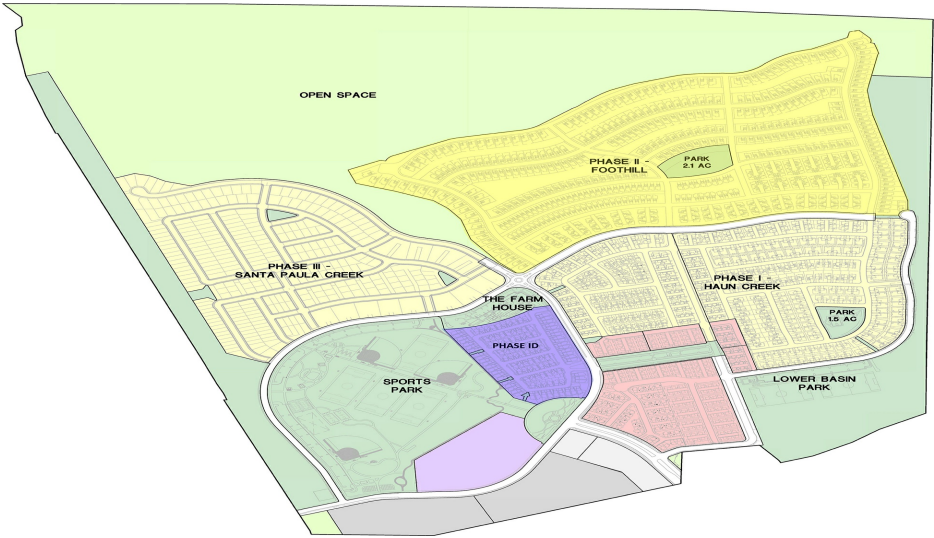 OPEN SPACE
PHASE II -
FOOTHILL
PARK
2.1 AC
PHASE III -
SANTA PAULA CREEK
PHASE I -
HAUN CREEK
THE FARM
HOUSE
PARK
1.5 AC
PHASE ID
SPORTS
PARK
LOWER BASIN
PARK